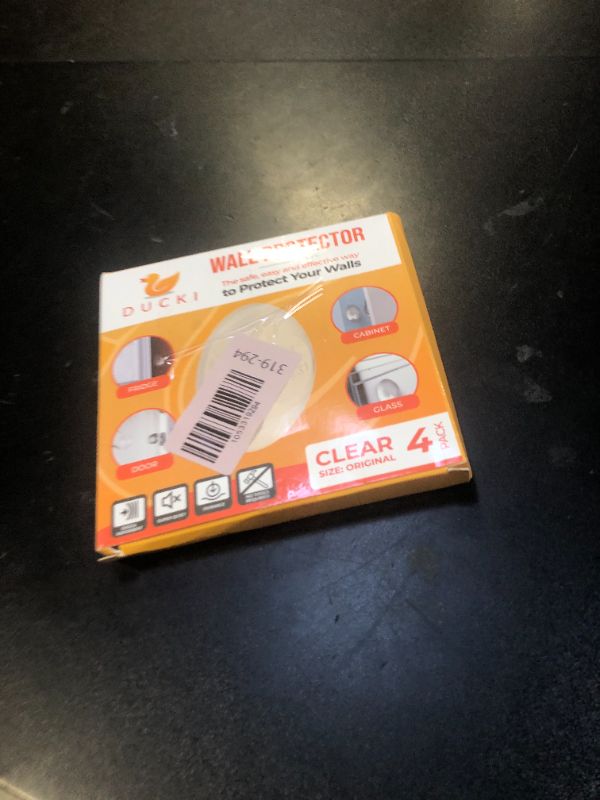 WALL PROTECTOR
The safe, easy and effective way
to Protect Your Walls
DUCKI
FRIDGE
CABINET
319-294
1053319294
DOOR
GLASS
CLEAR 4 PACK
SIZE: ORIGINAL